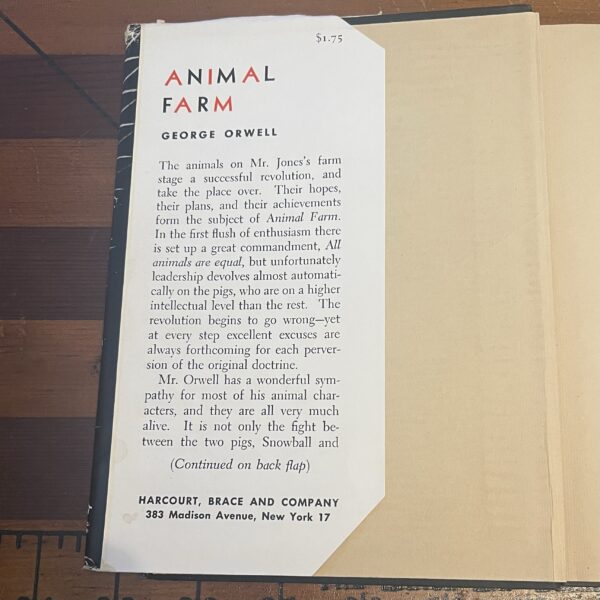 $1.75
ANIMAL
FARM
GEORGE ORWELL
The animals on Mr. Jones's farm
stage a successful revolution, and
take the place over. Their hopes,
their plans, and their achievements
form the subject of Animal Farm.
In the first flush of enthusiasm there
is set up a great commandment, All
animals are equal, but unfortunately
leadership devolves almost automati-
cally on the pigs, who are on a higher
intellectual level than the rest. The
revolution begins to go wrong—yet
at every step excellent excuses are
always forthcoming for each perver-
sion of the original doctrine.
Mr. Orwell has a wonderful sym-
pathy for most of his animal char-
acters, and they are all very much
alive. It is not only the fight be-
tween the two pigs, Snowball and
(Continued on back flap)
HARCOURT, BRACE AND COMPANY
383 Madison Avenue, New York 17